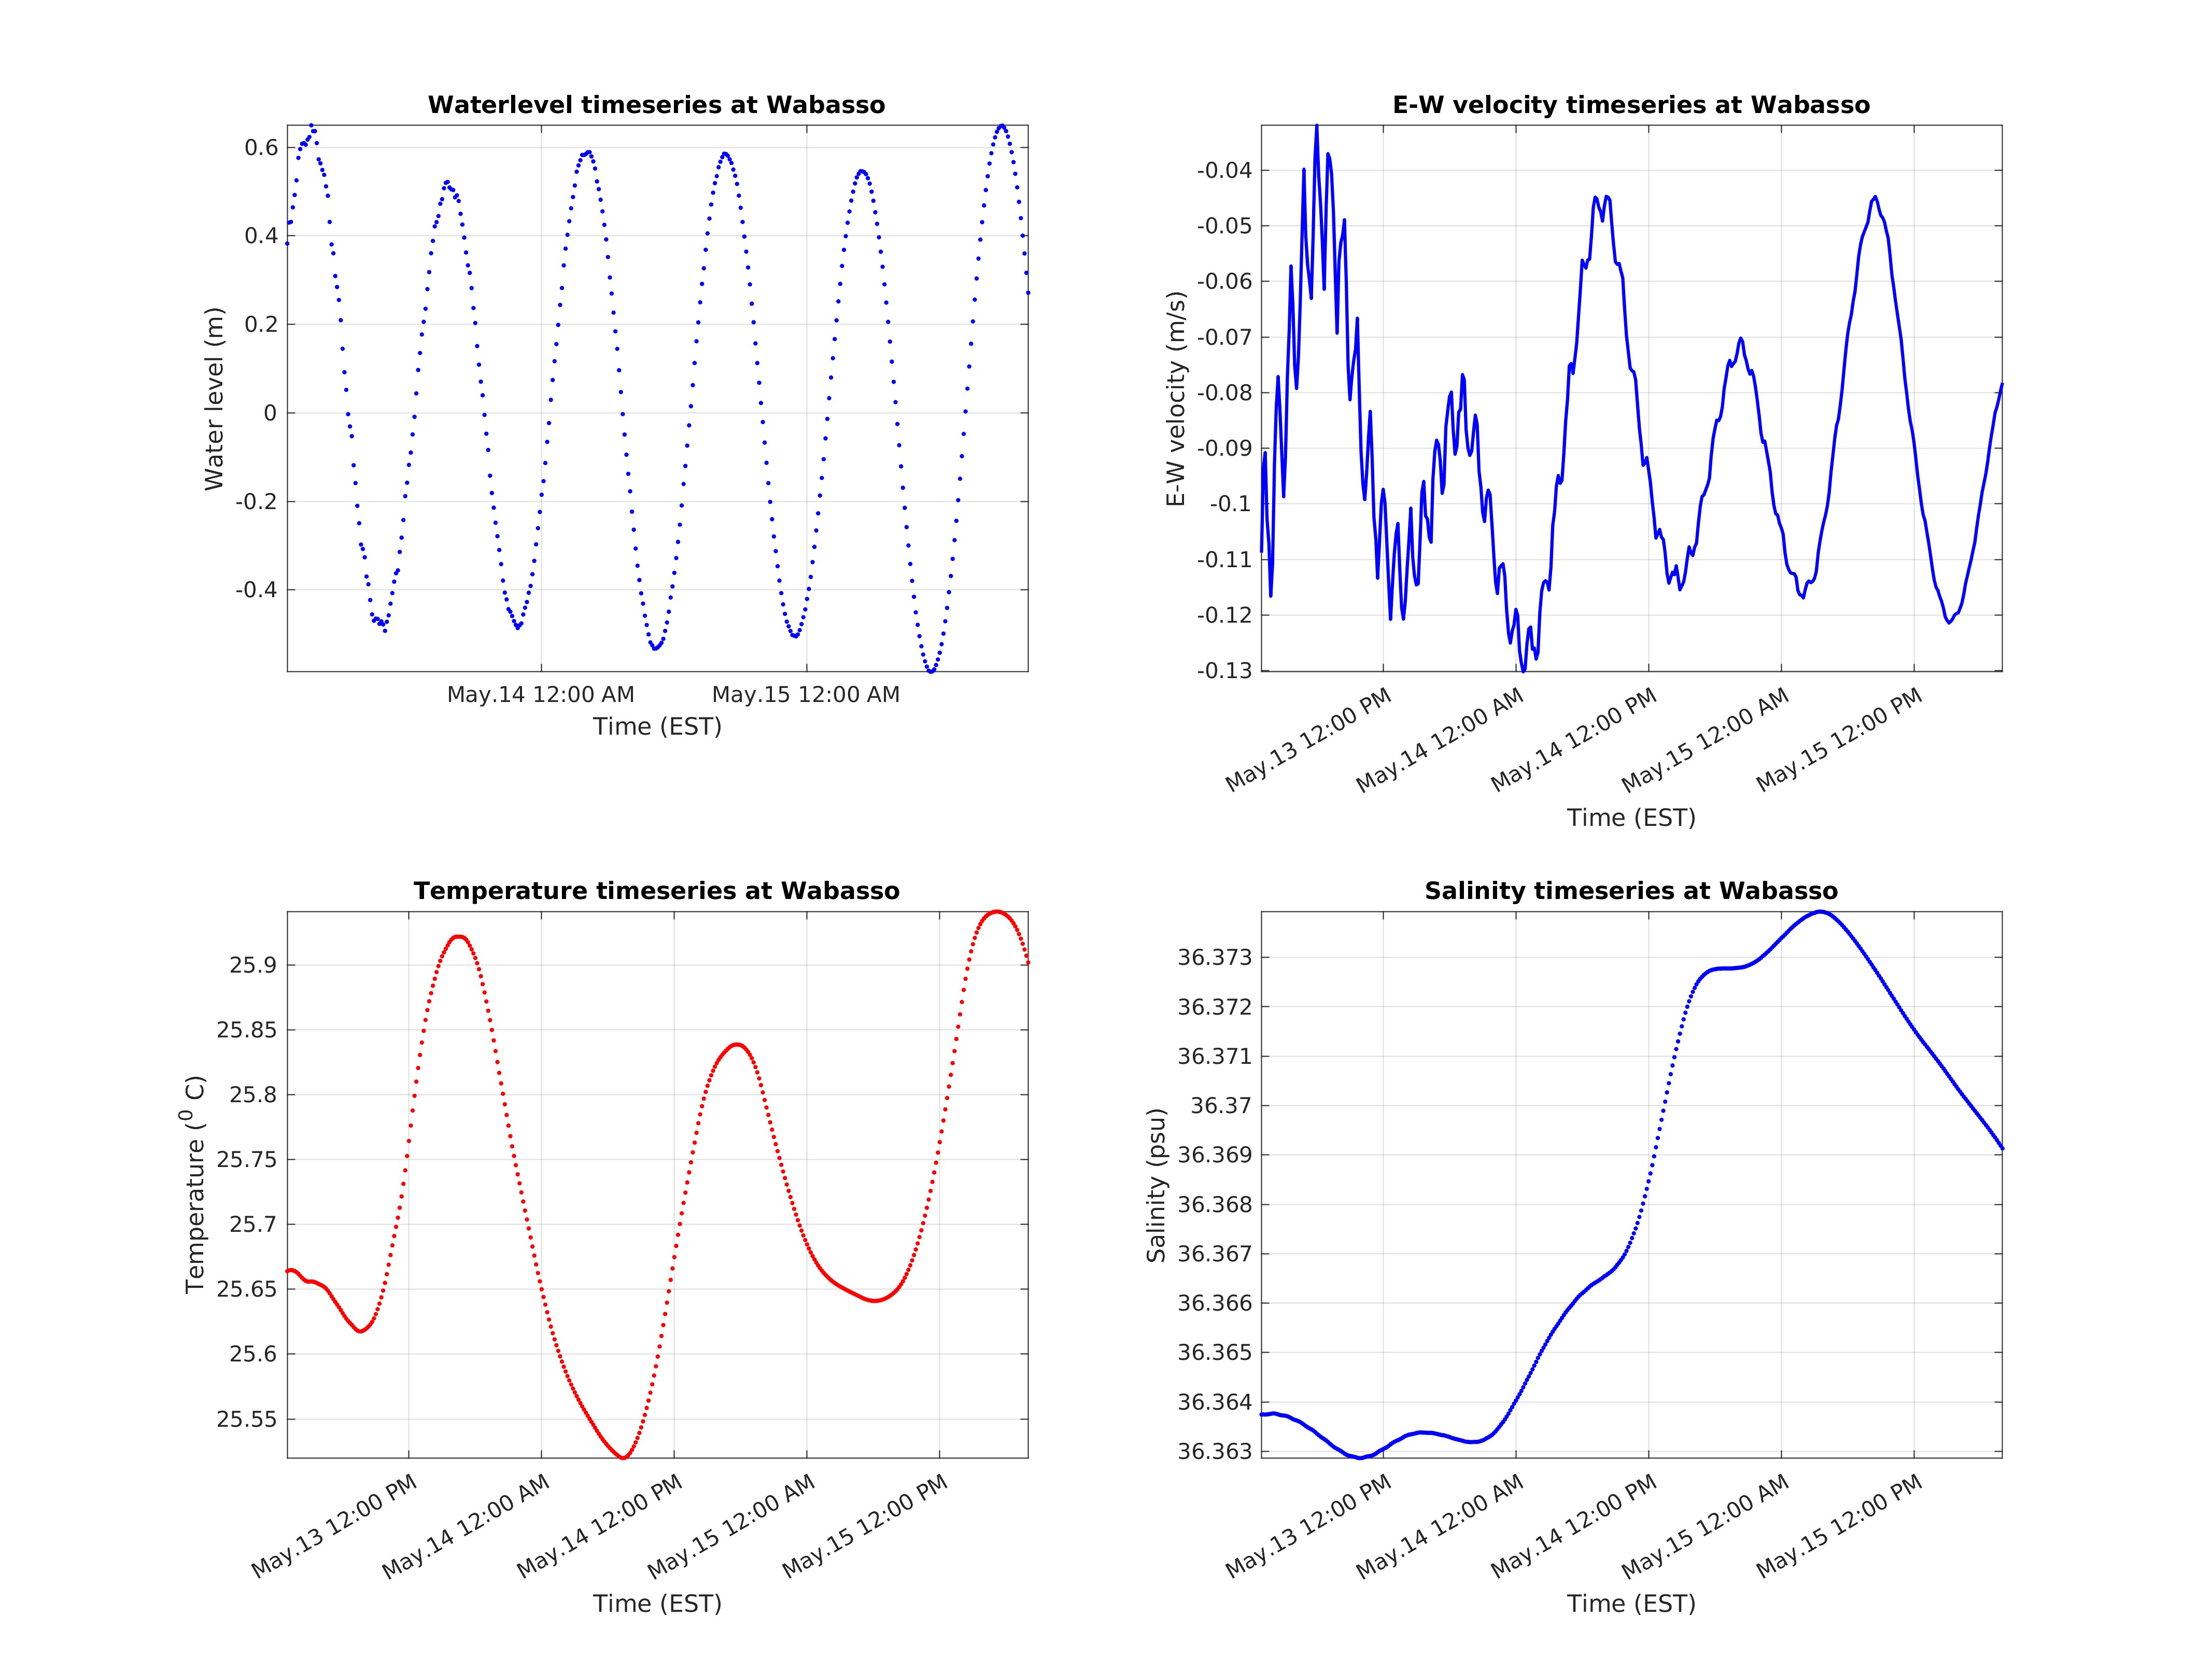 Waterlevel timeseries at Wabasso
0.6
0.4
0.2
0
-0.2
-0.4
Water level (m)
May.14 12:00 AM
May.15 12:00 AM
Time (EST)
E-W velocity timeseries at Wabasso
-0.04
-0.05
-0.06
-0.07
-0.08
-0.09
-0.1
-0.11
-0.12
-0.13
E-W velocity (m/s)
May.13 12:00 PM
May.14 12:00 AM
May.14 12:00 PM
May.15 12:00 AM
May.15 12:00 PM
Time (EST)
Temperature timeseries at Wabasso
25.9
25.85
25.8
25.75
25.7
25.65
25.6
25.55
Temperature (⁰ C)
May.13 12:00 PM
May.14 12:00 AM
May.14 12:00 PM
May.15 12:00 AM
May.15 12:00 PM
Time (EST)
Salinity timeseries at Wabasso
36.373
36.372
36.371
36.37
36.369
36.368
36.367
36.366
36.365
36.364
36.363
Salinity (psu)
May.13 12:00 PM
May.14 12:00 AM
May.14 12:00 PM
May.15 12:00 AM
May.15 12:00 PM
Time (EST)